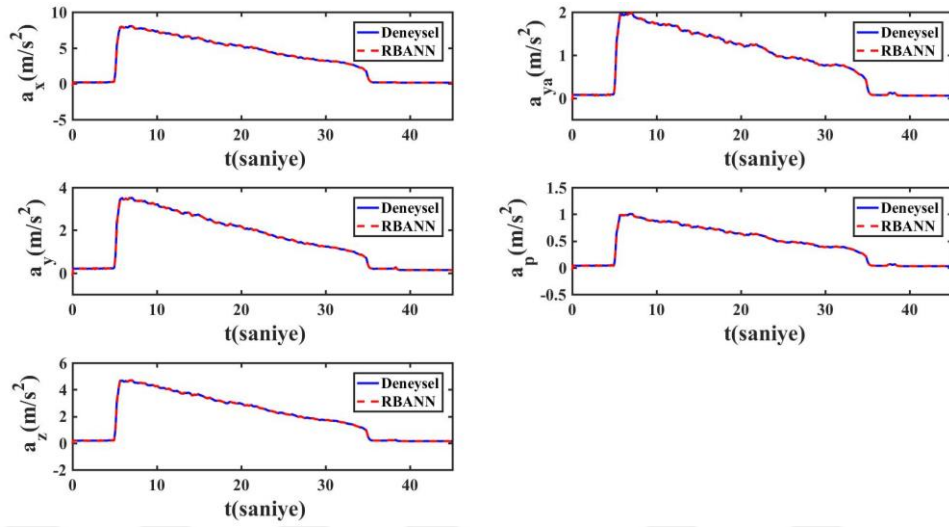 10
5
0
-5
a_x(m/s^2)
Deneysel
RBANN
0 10 20 30 40
t(saniye)
2
1
0
a_ya(m/s^2)
Deneysel
RBANN
0 10 20 30 40
t(saniye)
4
2
0
a_y(m/s^2)
Deneysel
RBANN
0 10 20 30 40
t(saniye)
1.5
1
0.5
0
-0.5
a_p(m/s^2)
Deneysel
RBANN
0 10 20 30 40
t(saniye)
6
4
2
0
-2
a_z(m/s^2)
Deneysel
RBANN
0 10 20 30 40
t(saniye)